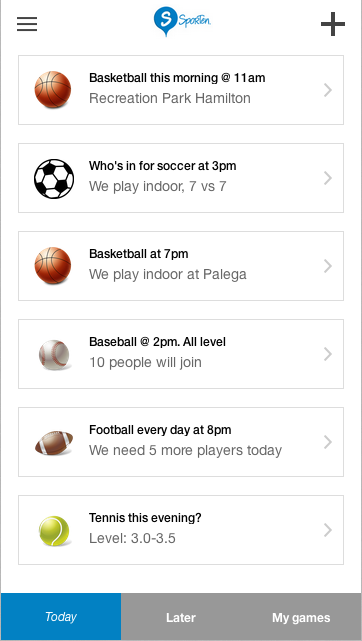 S Sporten.
Basketball this morning @ 11am
Recreation Park Hamilton
Who's in for soccer at 3pm
We play indoor, 7 vs 7
Basketball at 7pm
We play indoor at Palega
Baseball @ 2pm. All level
10 people will join
Football every day at 8pm
We need 5 more players today
Tennis this evening?
Level: 3.0-3.5
Today Later My games